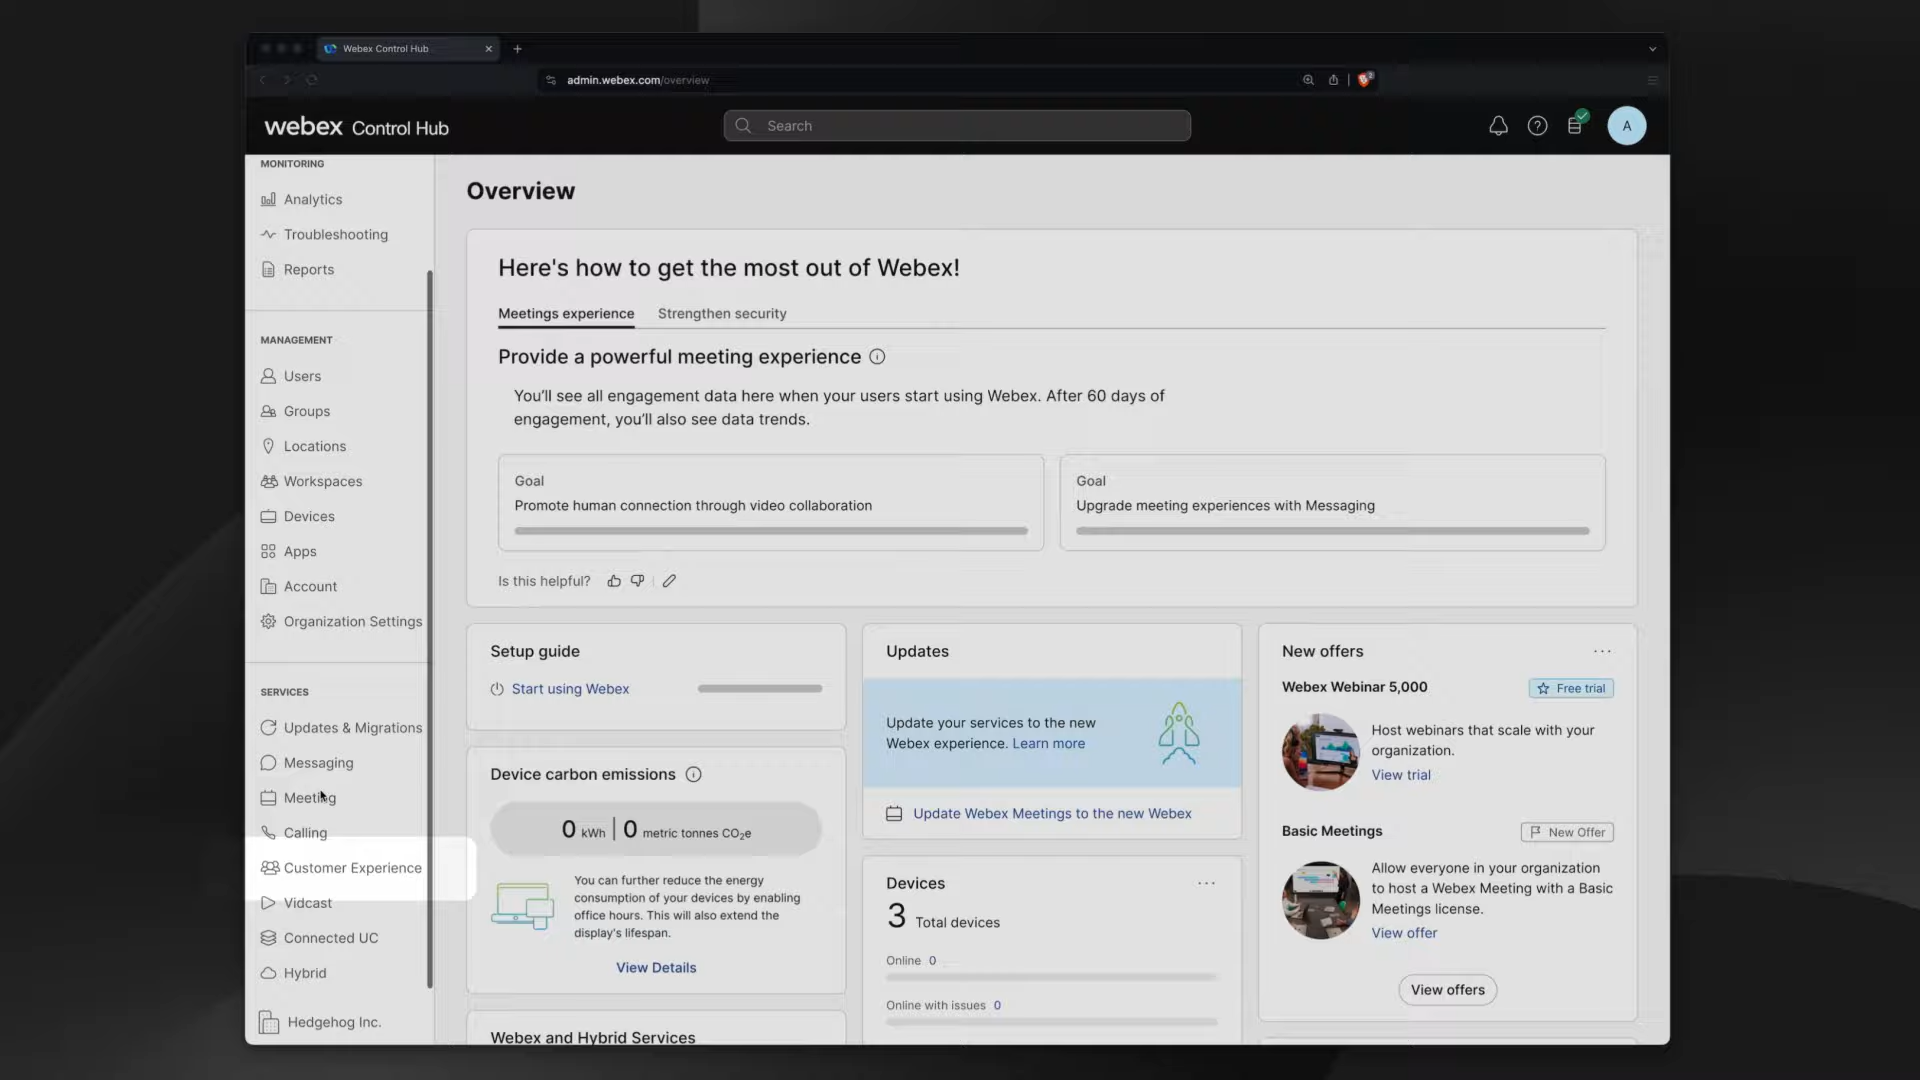 Webex Control Hub
admin.webex.com/overview
webex Control Hub
Search
A
MONITORING
Analytics
Troubleshooting
Reports
MANAGEMENT
Users
Groups
Locations
Workspaces
Devices
Apps
Account
Organization Settings
SERVICES
Updates & Migrations
Messaging
Meeting
Calling
Customer Experience
Vidcast
Connected UC
Hybrid
Hedgehog Inc.
Overview
Here's how to get the most out of Webex!
Meetings experience Strengthen security
Provide a powerful meeting experience
You'll see all engagement data here when your users start using Webex. After 60 days of
engagement, you'll also see data trends.
Goal
Promote human connection through video collaboration
Goal
Upgrade meeting experiences with Messaging
Is this helpful?
Setup guide
Start using Webex
Device carbon emissions
0 kWh | 0 metric tonnes CO₂e
You can further reduce the energy
consumption of your devices by enabling
office hours. This will also extend the
display's lifespan.
View Details
Webex and Hybrid Services
Updates
Update your services to the new
Webex experience. Learn more
Update Webex Meetings to the new Webex
Devices
3 Total devices
Online 0
Online with issues 0
New offers
Webex Webinar 5,000
Free trial
Host webinars that scale with your
organization.
View trial
Basic Meetings
New Offer
Allow everyone in your organization
to host a Webex Meeting with a Basic
Meetings license.
View offer
View offers